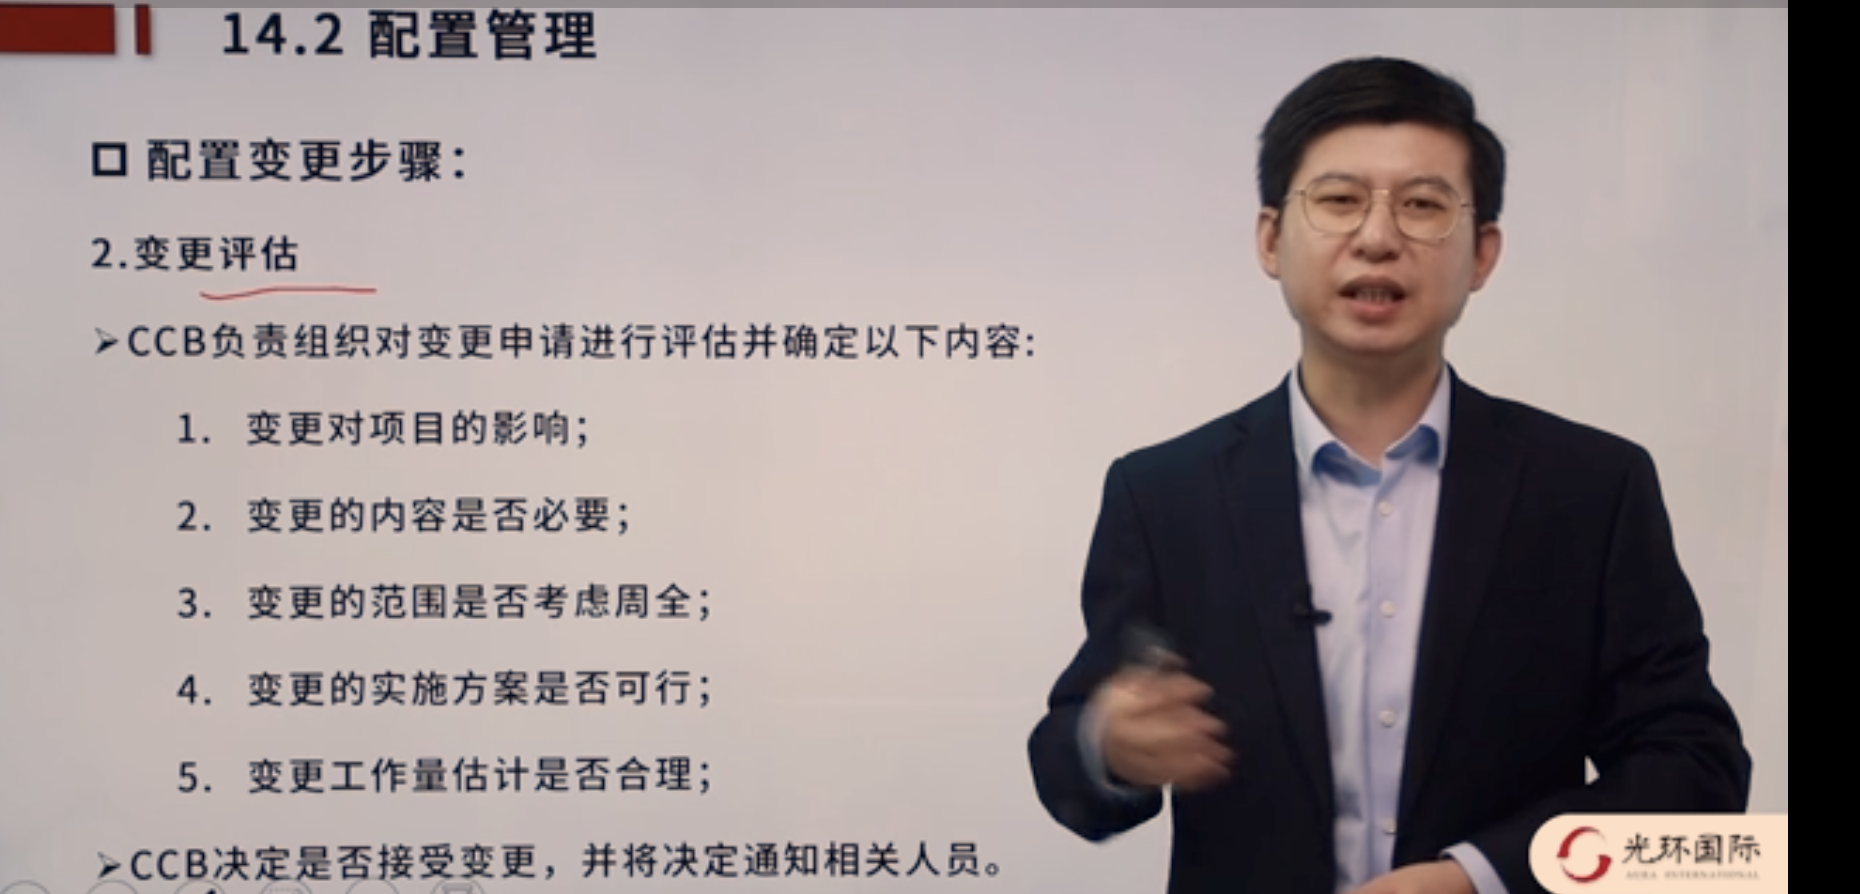 14.2 配置管理
配置变更步骤：
2.变更评估
➢CCB负责组织对变更申请进行评估并确定以下内容：
1. 变更对项目的影响；
2. 变更的内容是否必要；
3. 变更的范围是否考虑周全；
4. 变更的实施方案是否可行；
5. 变更工作量估计是否合理；
➢CCB决定是否接受变更，并将决定通知相关人员。
光环国际
AURA INTERNATIONAL